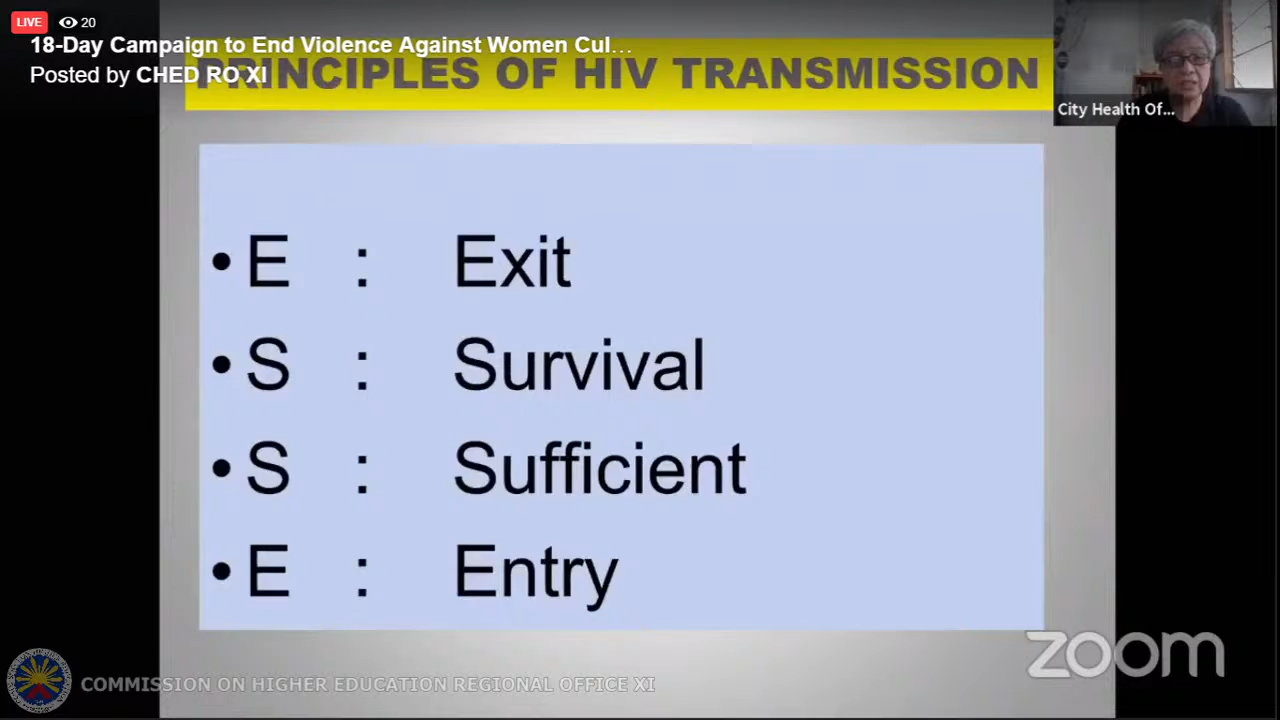 LIVE 20
18-Day Campaign to End Violence Against Women Cul...
Posted by CHED RO XI
PRINCIPLES OF HIV TRANSMISSION
City Health Of...
• E : Exit
• S : Survival
• S : Sufficient
• E : Entry
zoom
COMMISSION ON HIGHER EDUCATION REGIONAL OFFICE XI